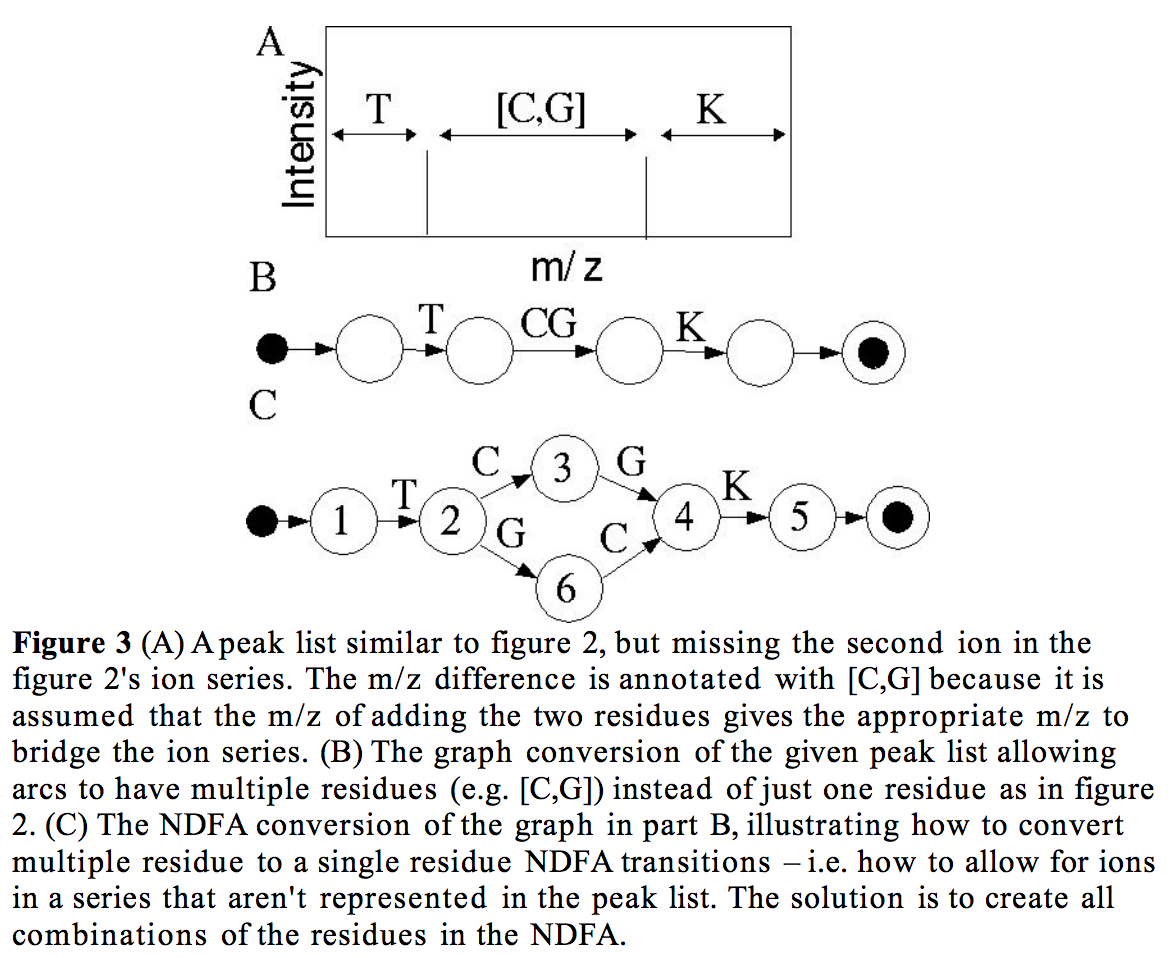 A
Intensity
T [C,G] K
m/z
B
T CG K
C
C 3 G
1 T 2 4 K 5
G C
6
Figure 3 (A) A peak list similar to figure 2, but missing the second ion in the
figure 2's ion series. The m/z difference is annotated with [C,G] because it is
assumed that the m/z of adding the two residues gives the appropriate m/z to
bridge the ion series. (B) The graph conversion of the given peak list allowing
arcs to have multiple residues (e.g. [C,G]) instead of just one residue as in figure
2. (C) The NDFA conversion of the graph in part B, illustrating how to convert
multiple residue to a single residue NDFA transitions – i.e. how to allow for ions
in a series that aren't represented in the peak list. The solution is to create all
combinations of the residues in the NDFA.